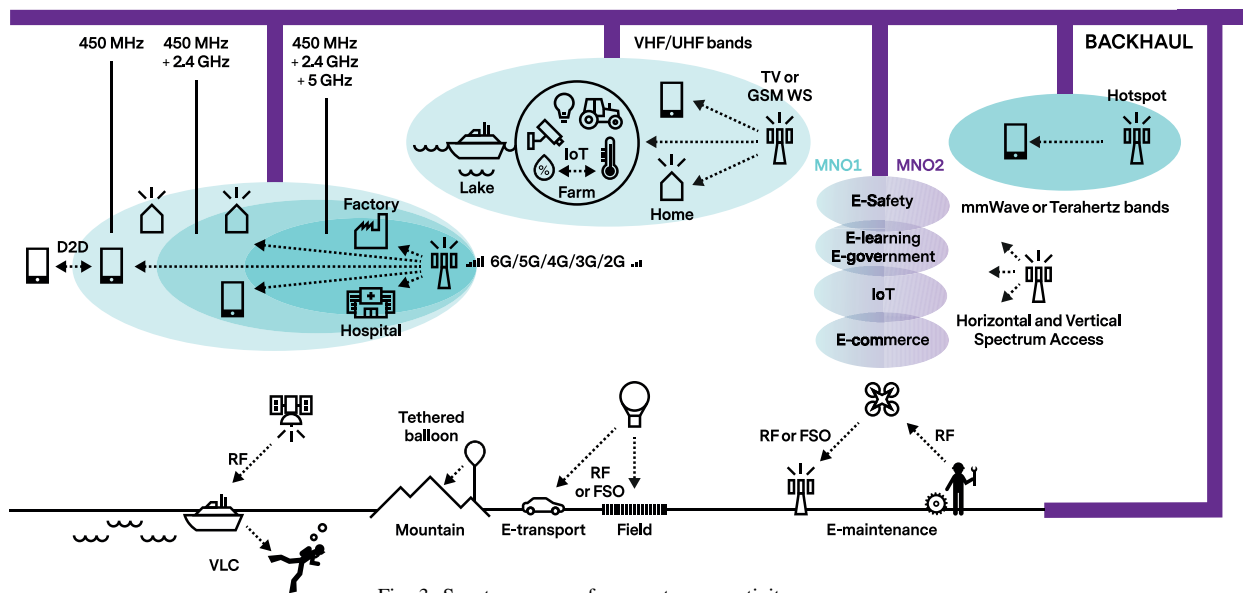 450 MHz
450 MHz
+ 2.4 GHz
450 MHz
+ 2.4 GHz
+ 5 GHz
VHF/UHF bands
BACKHAUL
TV or
GSM WS
Hotspot
IoT
%
Lake
Farm
Home
MNO1 MNO2
E-Safety
E-learning
E-government
IoT
E-commerce
mmWave or Terahertz bands
Horizontal and Vertical
Spectrum Access
Factory
D2D
6G/5G/4G/3G/2G
Hospital
RF
Tethered
balloon
RF
or FSO
RF or FSO
RF
Mountain
E-transport
Field
E-maintenance
VLC